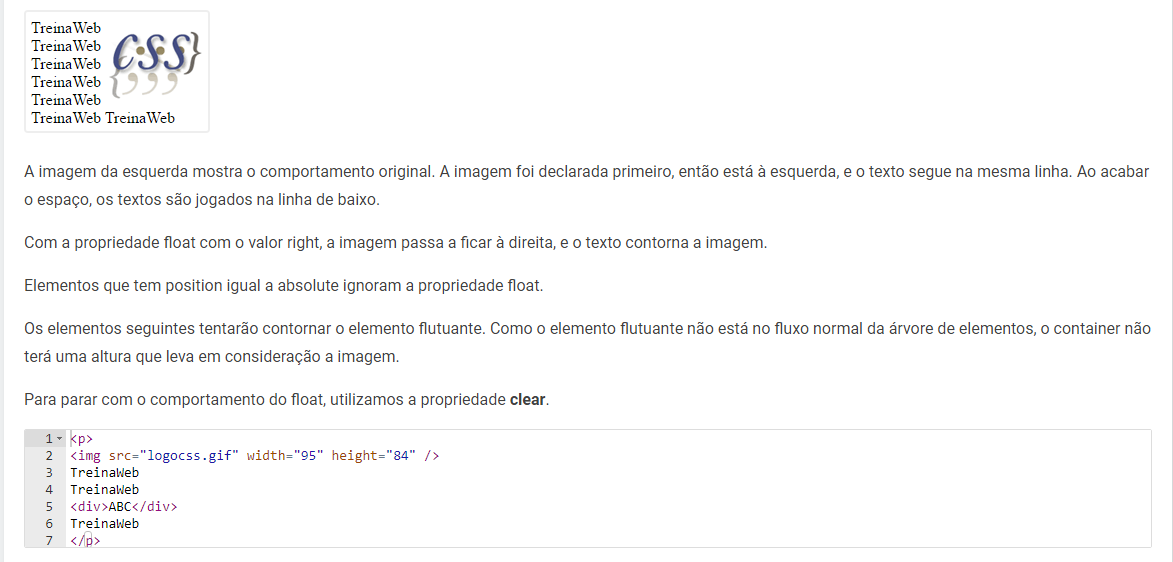 TreinaWeb
TreinaWeb
TreinaWeb
TreinaWeb
TreinaWeb
TreinaWeb TreinaWeb
CSS}
{;;;
A imagem da esquerda mostra o comportamento original. A imagem foi declarada primeiro, então está à esquerda, e o texto segue na mesma linha. Ao acabar
o espaço, os textos são jogados na linha de baixo.
Com a propriedade float com o valor right, a imagem passa a ficar à direita, e o texto contorna a imagem.
Elementos que tem position igual a absolute ignoram a propriedade float.
Os elementos seguintes tentarão contornar o elemento flutuante. Como o elemento flutuante não está no fluxo normal da árvore de elementos, o container não
terá uma altura que leva em consideração a imagem.
Para parar com o comportamento do float, utilizamos a propriedade clear.
1 <p>
2 <img src="logocss.gif" width="95" height="84" />
3 TreinaWeb
4 TreinaWeb
5 <div>ABC</div>
6 TreinaWeb
7 </p>